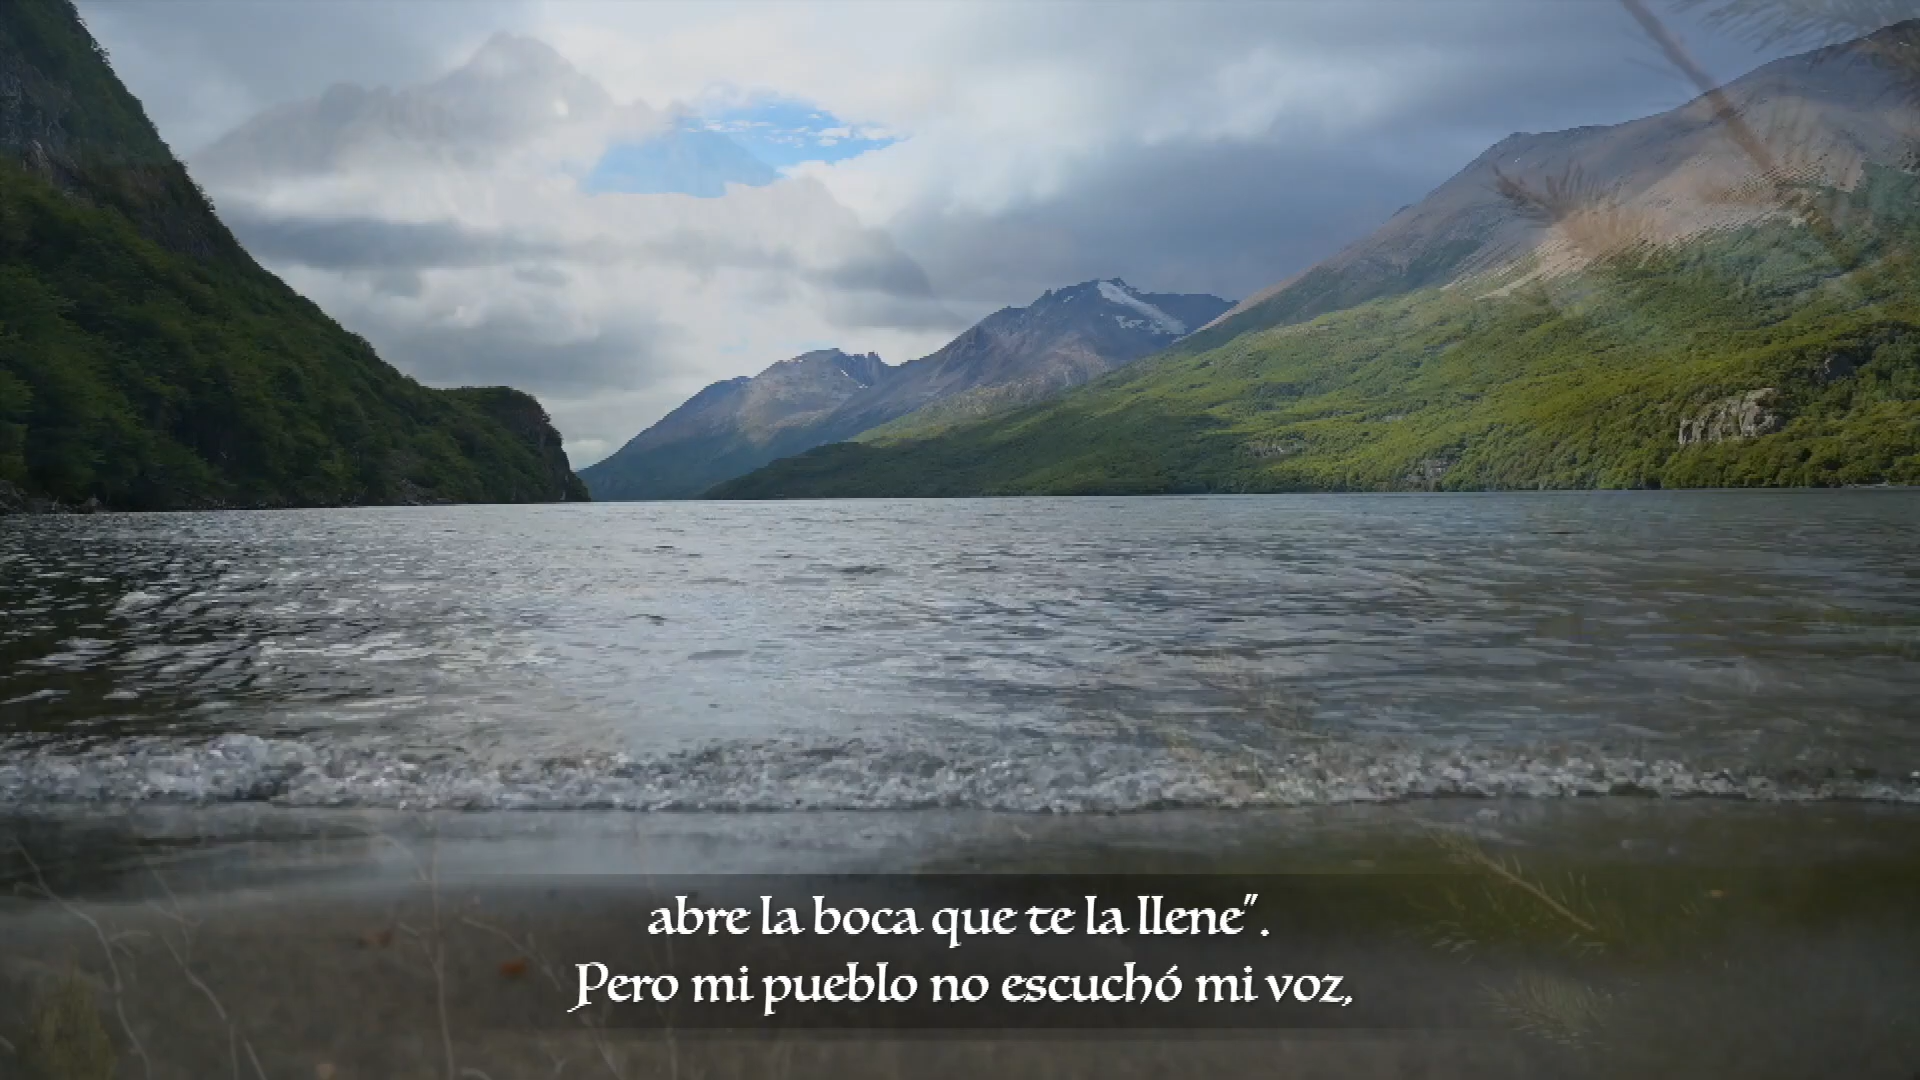 abre la boca que te la llene".
Pero mi pueblo no escuchó mi voz,